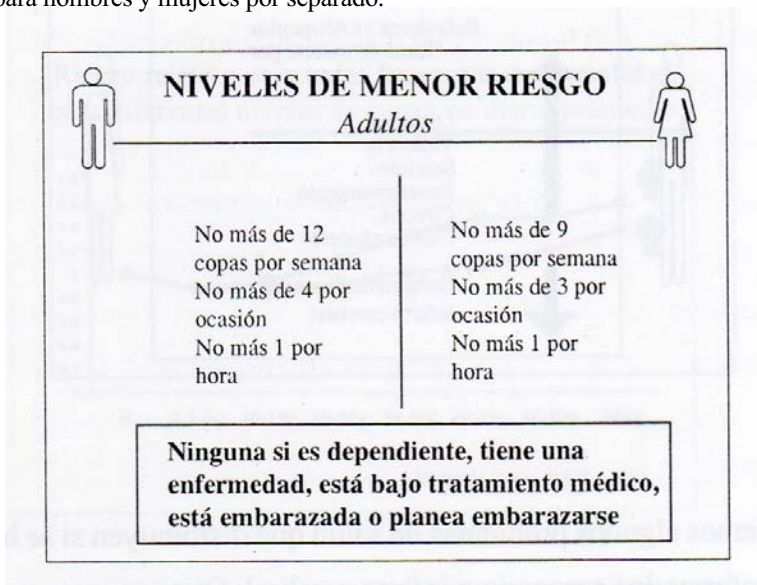 para hombres y mujeres por separado.
NIVELES DE MENOR RIESGO
Adultos
No más de 12
copas por semana
No más de 4 por
ocasión
No más 1 por
hora
No más de 9
copas por semana
No más de 3 por
ocasión
No más 1 por
hora
Ninguna si es dependiente, tiene una
enfermedad, está bajo tratamiento médico,
está embarazada o planea embarazarse